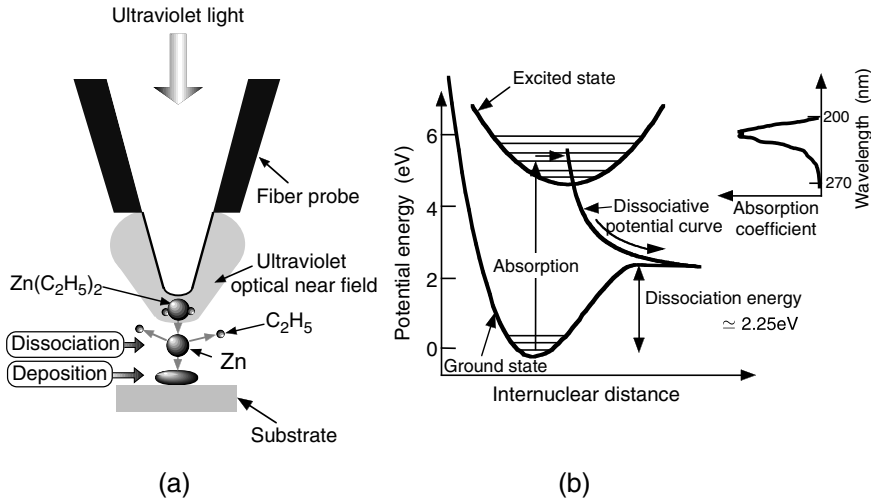 Ultraviolet light
Fiber probe
Ultraviolet
optical near field
Zn(C₂H₅)₂
C₂H₅
Dissociation
Zn
Deposition
Substrate
(a)
Excited state
Potential energy (eV)
6
4
2
0
Absorption
Dissociative
potential curve
Dissociation energy
≃ 2.25eV
Ground state
Internuclear distance
200
270
Wavelength (nm)
Absorption
coefficient
(b)